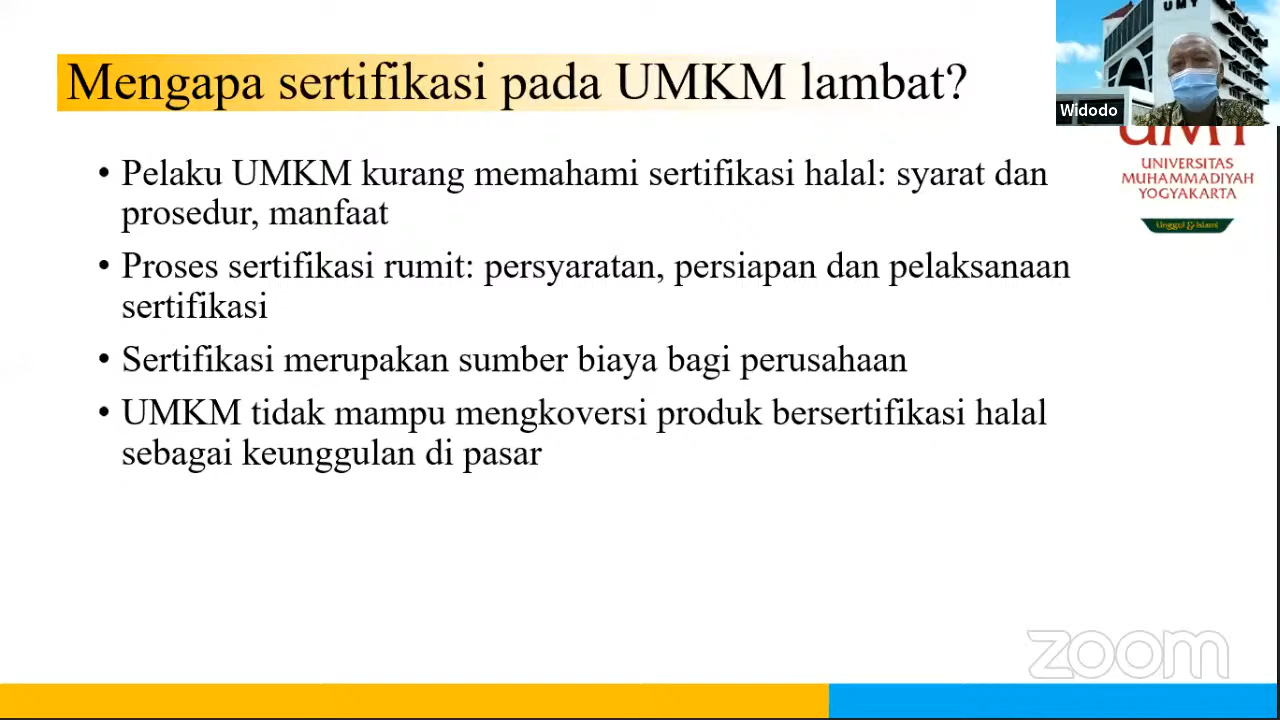 UMY
Mengapa sertifikasi pada UMKM lambat?
Widodo
UMY
UNIVERSITAS
MUHAMMADIYAH
YOGYAKARTA
Unggul & Islami
• Pelaku UMKM kurang memahami sertifikasi halal: syarat dan
prosedur, manfaat
• Proses sertifikasi rumit: persyaratan, persiapan dan pelaksanaan
sertifikasi
• Sertifikasi merupakan sumber biaya bagi perusahaan
• UMKM tidak mampu mengkoversi produk bersertifikasi halal
sebagai keunggulan di pasar
zoom